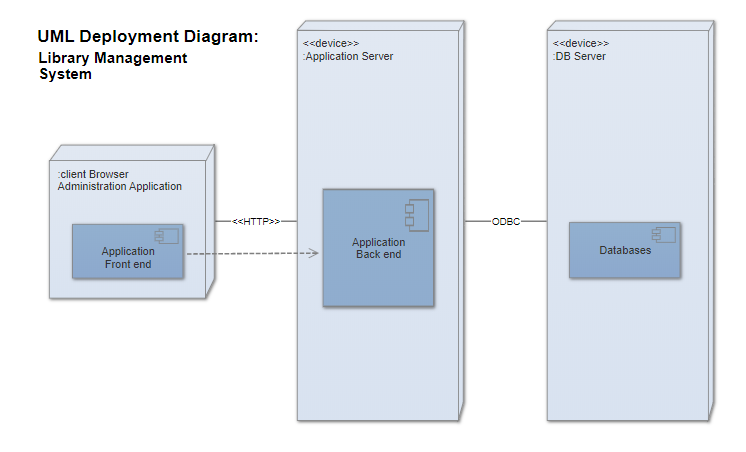 UML Deployment Diagram:
Library Management
System
<<device>>
:Application Server
<<device>>
:DB Server
:client Browser
Administration Application
<<HTTP>>
ODBC
Application
Front end
Application
Back end
Databases